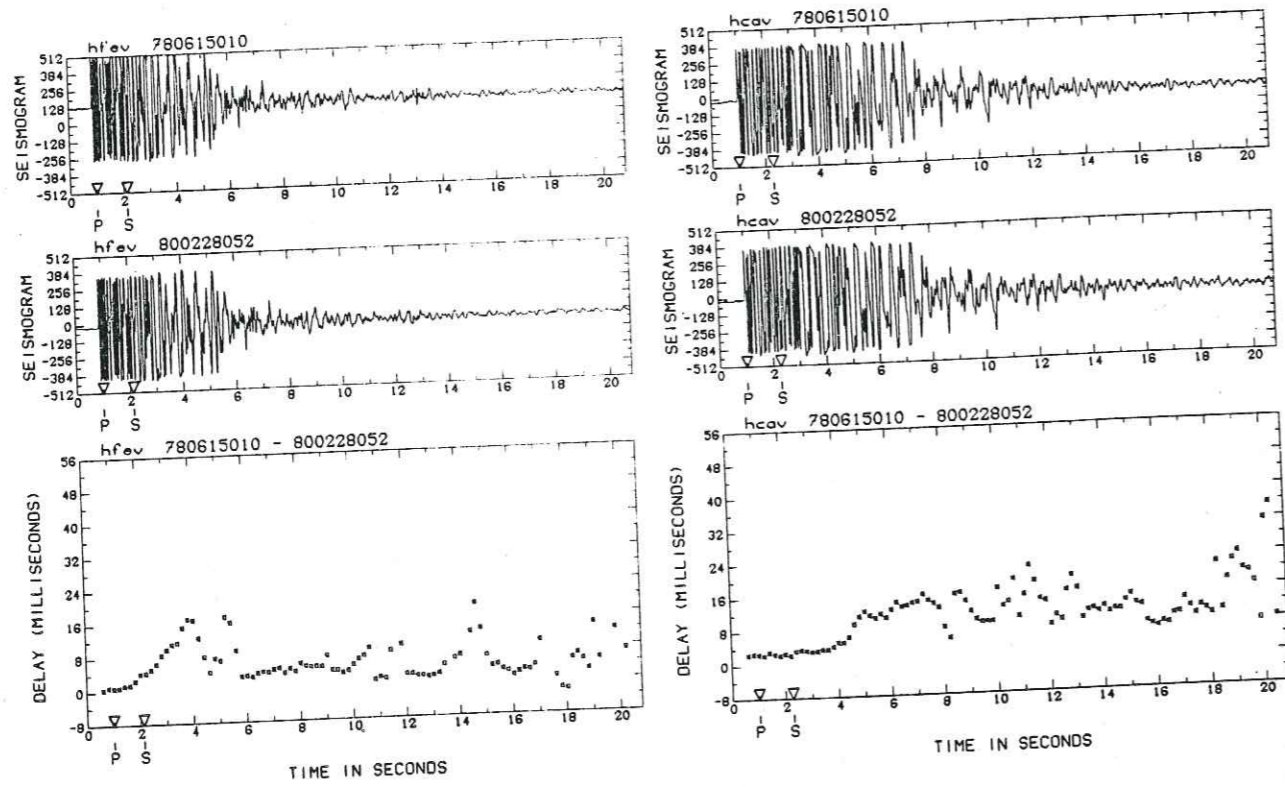 hfev 780615010
SEISMOGRAM
512
384
256
128
0
-128
-256
-384
-512
0 2 4 6 8 10 12 14 16 18 20
P S
hfev 800228052
SEISMOGRAM
512
384
256
128
0
-128
-256
-384
-512
0 2 4 6 8 10 12 14 16 18 20
P S
hfev 780615010 - 800228052
DELAY (MILLISECONDS)
56
48
40
32
24
16
8
0
-8
0 2 4 6 8 10 12 14 16 18 20
P S
TIME IN SECONDS
hcav 780615010
SEISMOGRAM
512
384
256
128
0
-128
-256
-384
-512
0 2 4 6 8 10 12 14 16 18 20
P S
hcav 800228052
SEISMOGRAM
512
384
256
128
0
-128
-256
-384
-512
0 2 4 6 8 10 12 14 16 18 20
P S
hcav 780615010 - 800228052
DELAY (MILLISECONDS)
56
48
40
32
24
16
8
0
-8
0 2 4 6 8 10 12 14 16 18 20
P S
TIME IN SECONDS